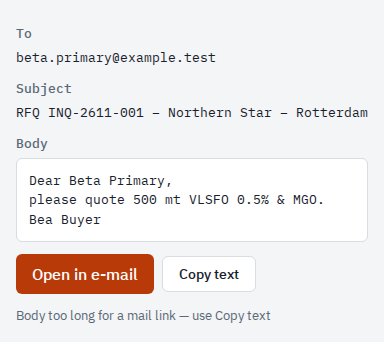 To
beta.primary@example.test
Subject
RFQ INQ-2611-001 – Northern Star – Rotterdam
Body
Dear Beta Primary,
please quote 500 mt VLSFO 0.5% & MGO.
Bea Buyer
Open in e-mail
Copy text
Body too long for a mail link — use Copy text